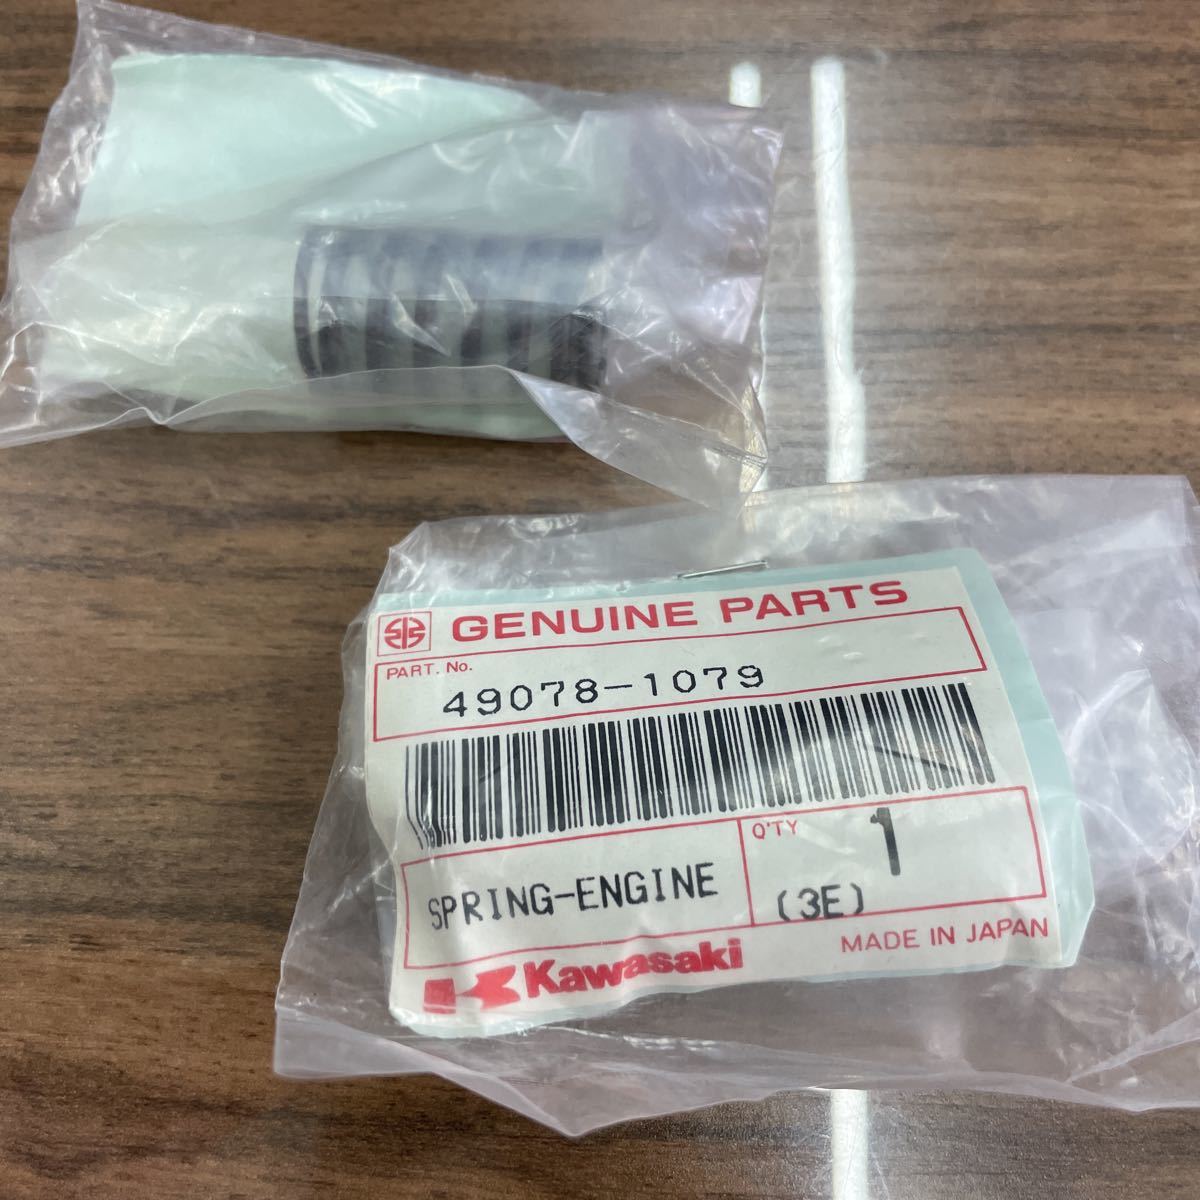 GENUINE PARTS
PART. No.
49078-1079
Q'TY
1
SPRING-ENGINE
(3E)
Kawasaki
MADE IN JAPAN